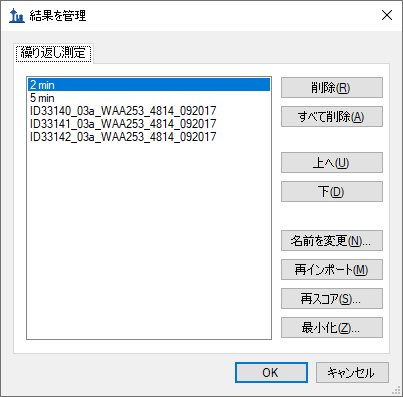 結果を管理
繰り返し測定
2 min
5 min
ID33140_03a_WAA253_4814_092017
ID33141_03a_WAA253_4814_092017
ID33142_03a_WAA253_4814_092017
削除(R)
すべて削除(A)
上へ(U)
下(D)
名前を変更(N)...
再インポート(M)
再スコア(S)...
最小化(Z)...
OK
キャンセル